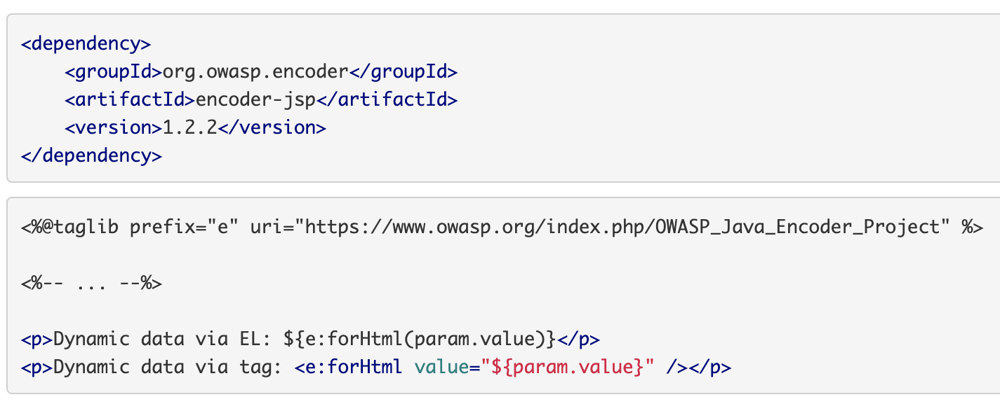 <dependency>
    <groupId>org.owasp.encoder</groupId>
    <artifactId>encoder-jsp</artifactId>
    <version>1.2.2</version>
</dependency>
<%@taglib prefix="e" uri="https://www.owasp.org/index.php/OWASP_Java_Encoder_Project" %>
<%-- ... --%>
<p>Dynamic data via EL: ${e:forHtml(param.value)}</p>
<p>Dynamic data via tag: <e:forHtml value="${param.value}" /></p>